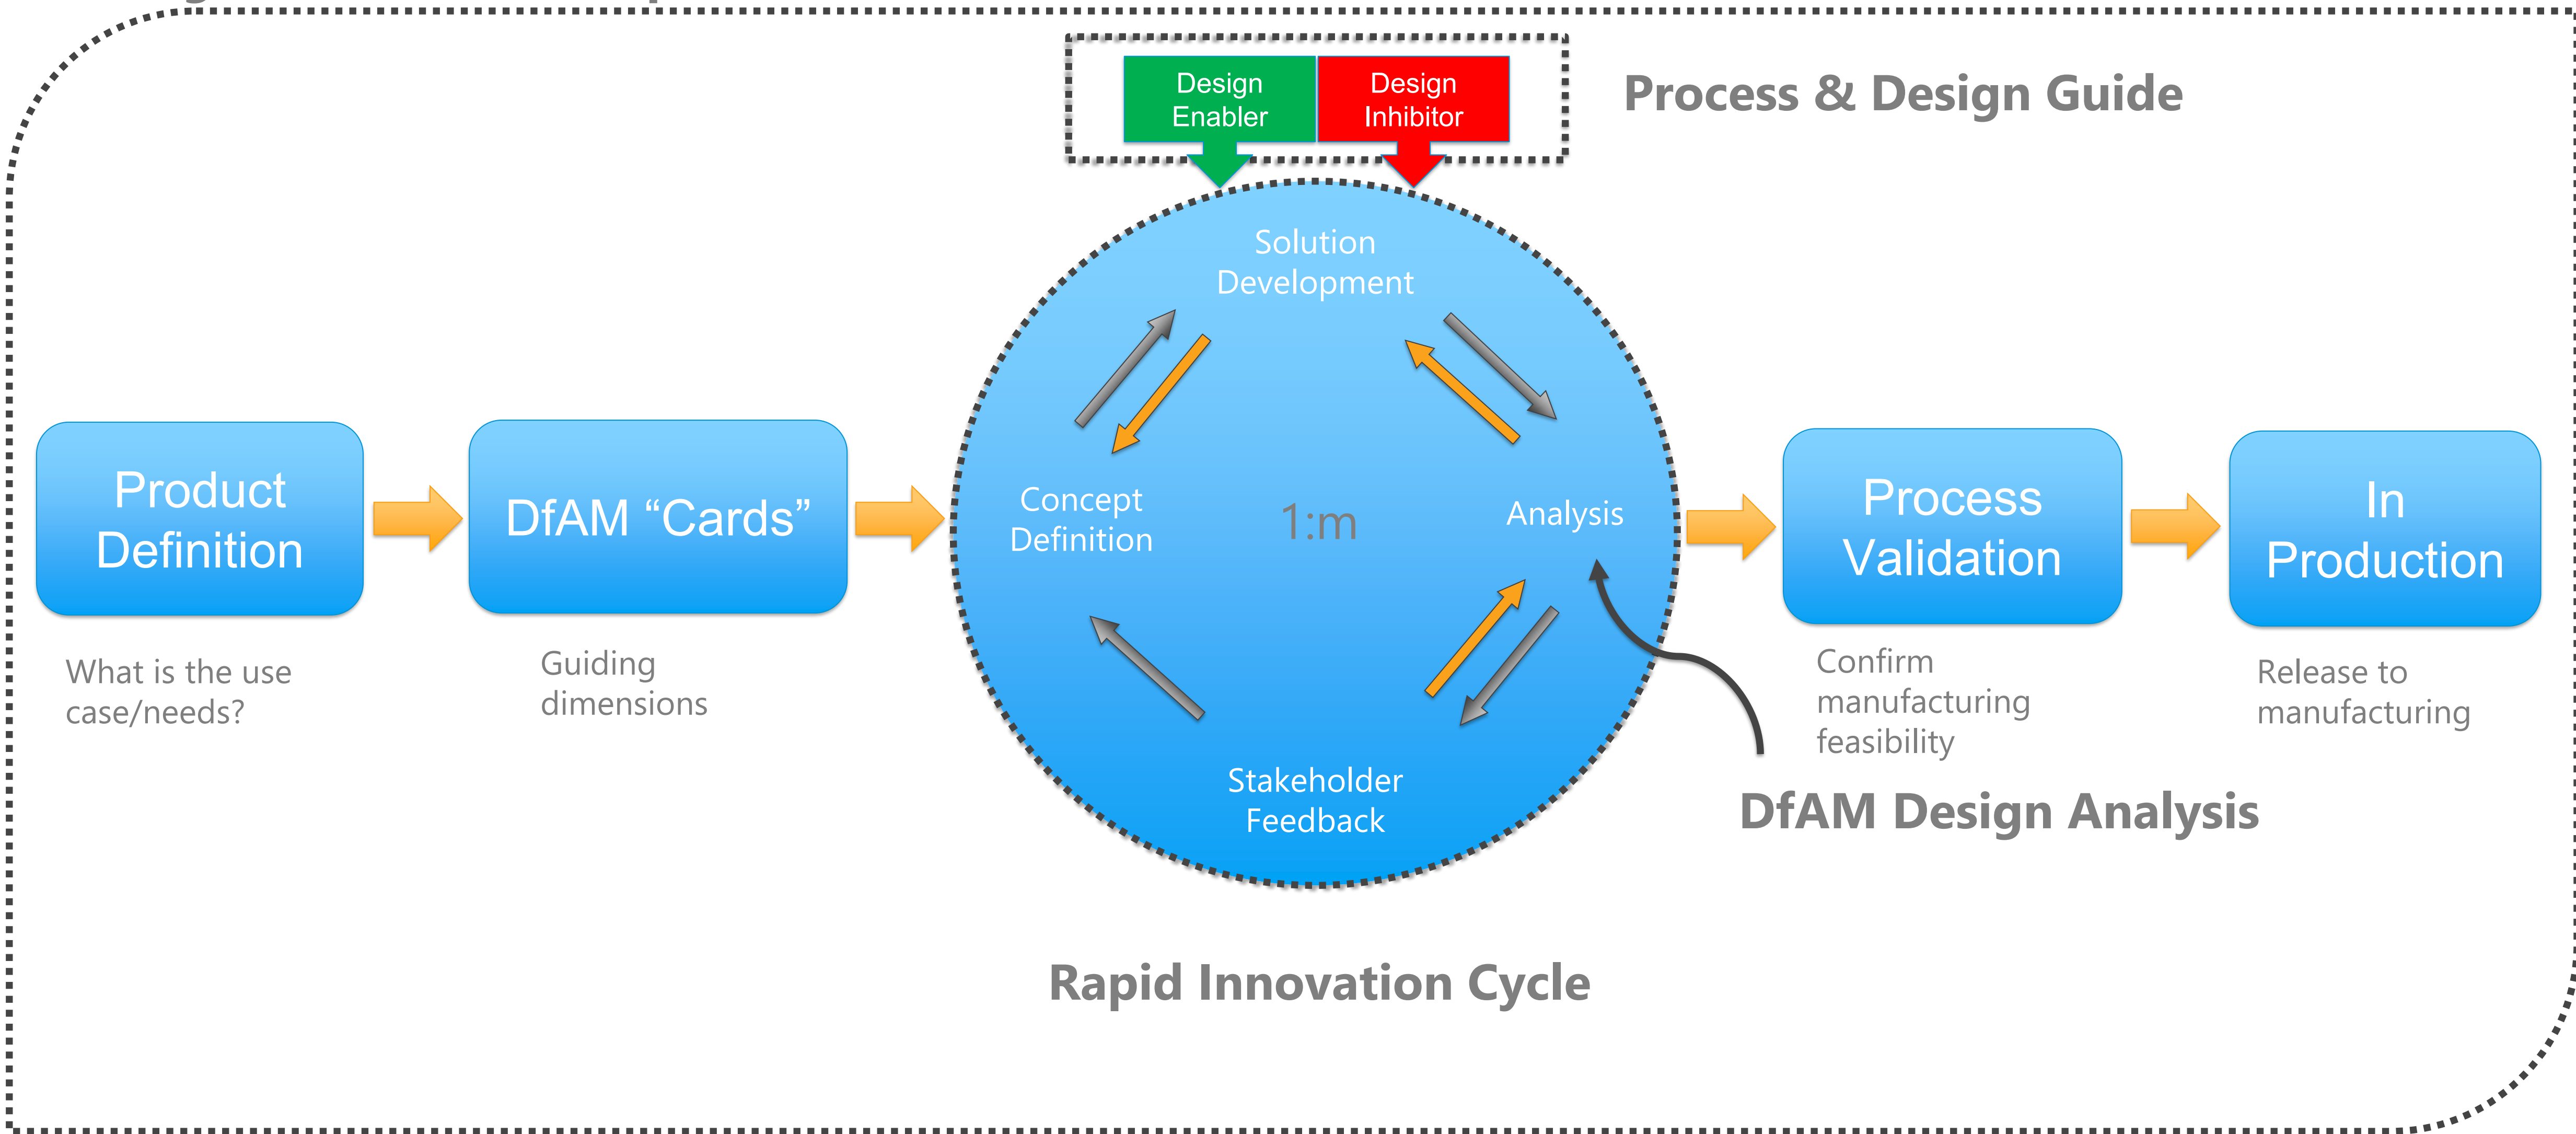 Design
Enabler
Design
Inhibitor
Process & Design Guide
Solution
Development
Product
Definition
DfAM “Cards”
Concept
Definition
1:m
Analysis
Process
Validation
In
Production
What is the use
case/needs?
Guiding
dimensions
Confirm
manufacturing
feasibility
Release to
manufacturing
Stakeholder
Feedback
DfAM Design Analysis
Rapid Innovation Cycle